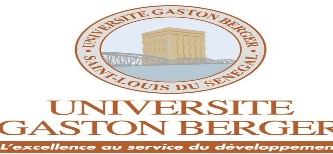 UNIVERSITE GASTON BERGER
SAINT-LOUIS DU SENEGAL
UNIVERSITE
GASTON BERGER
L'excellence au service du développement